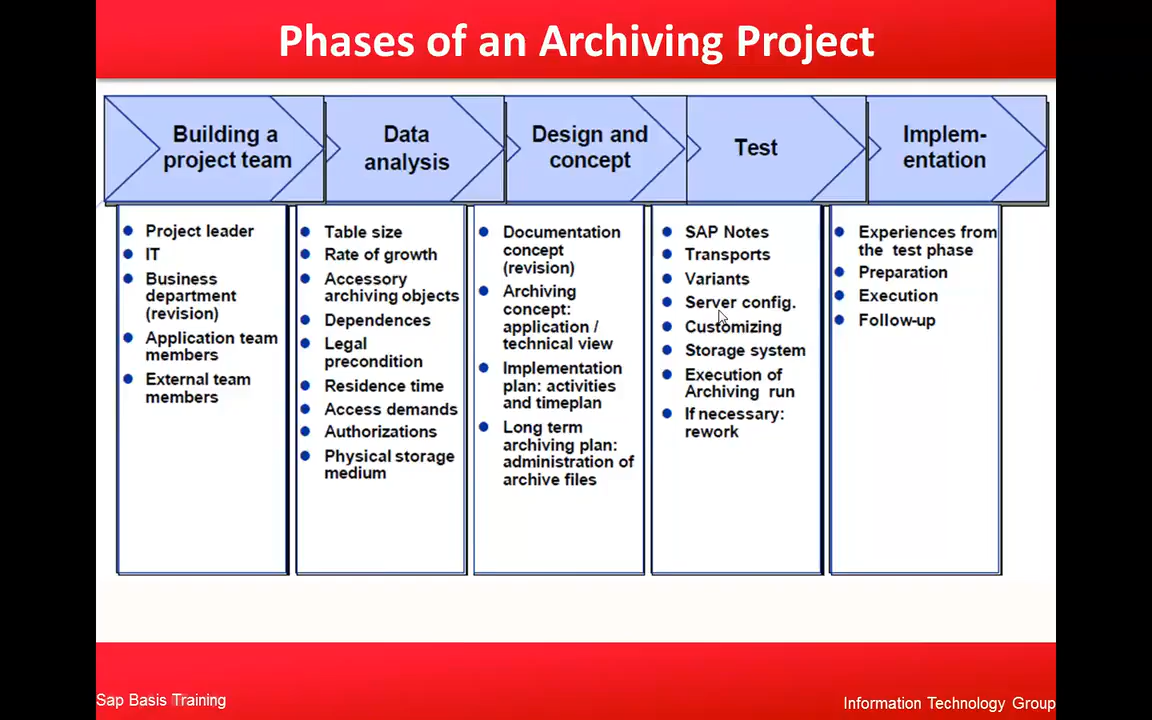 Phases of an Archiving Project
Building a
project team
Data
analysis
Design and
concept
Test
Implem-
entation
Project leader
IT
Business
department
(revision)
Application team
members
External team
members
Table size
Rate of growth
Accessory
archiving objects
Dependences
Legal
precondition
Residence time
Access demands
Authorizations
Physical storage
medium
Documentation
concept
(revision)
Archiving
concept:
application /
technical view
Implementation
plan: activities
and timeplan
Long term
archiving plan:
administration of
archive files
SAP Notes
Transports
Variants
Server config.
Customizing
Storage system
Execution of
Archiving run
If necessary:
rework
Experiences from
the test phase
Preparation
Execution
Follow-up
Sap Basis Training
Information Technology Group